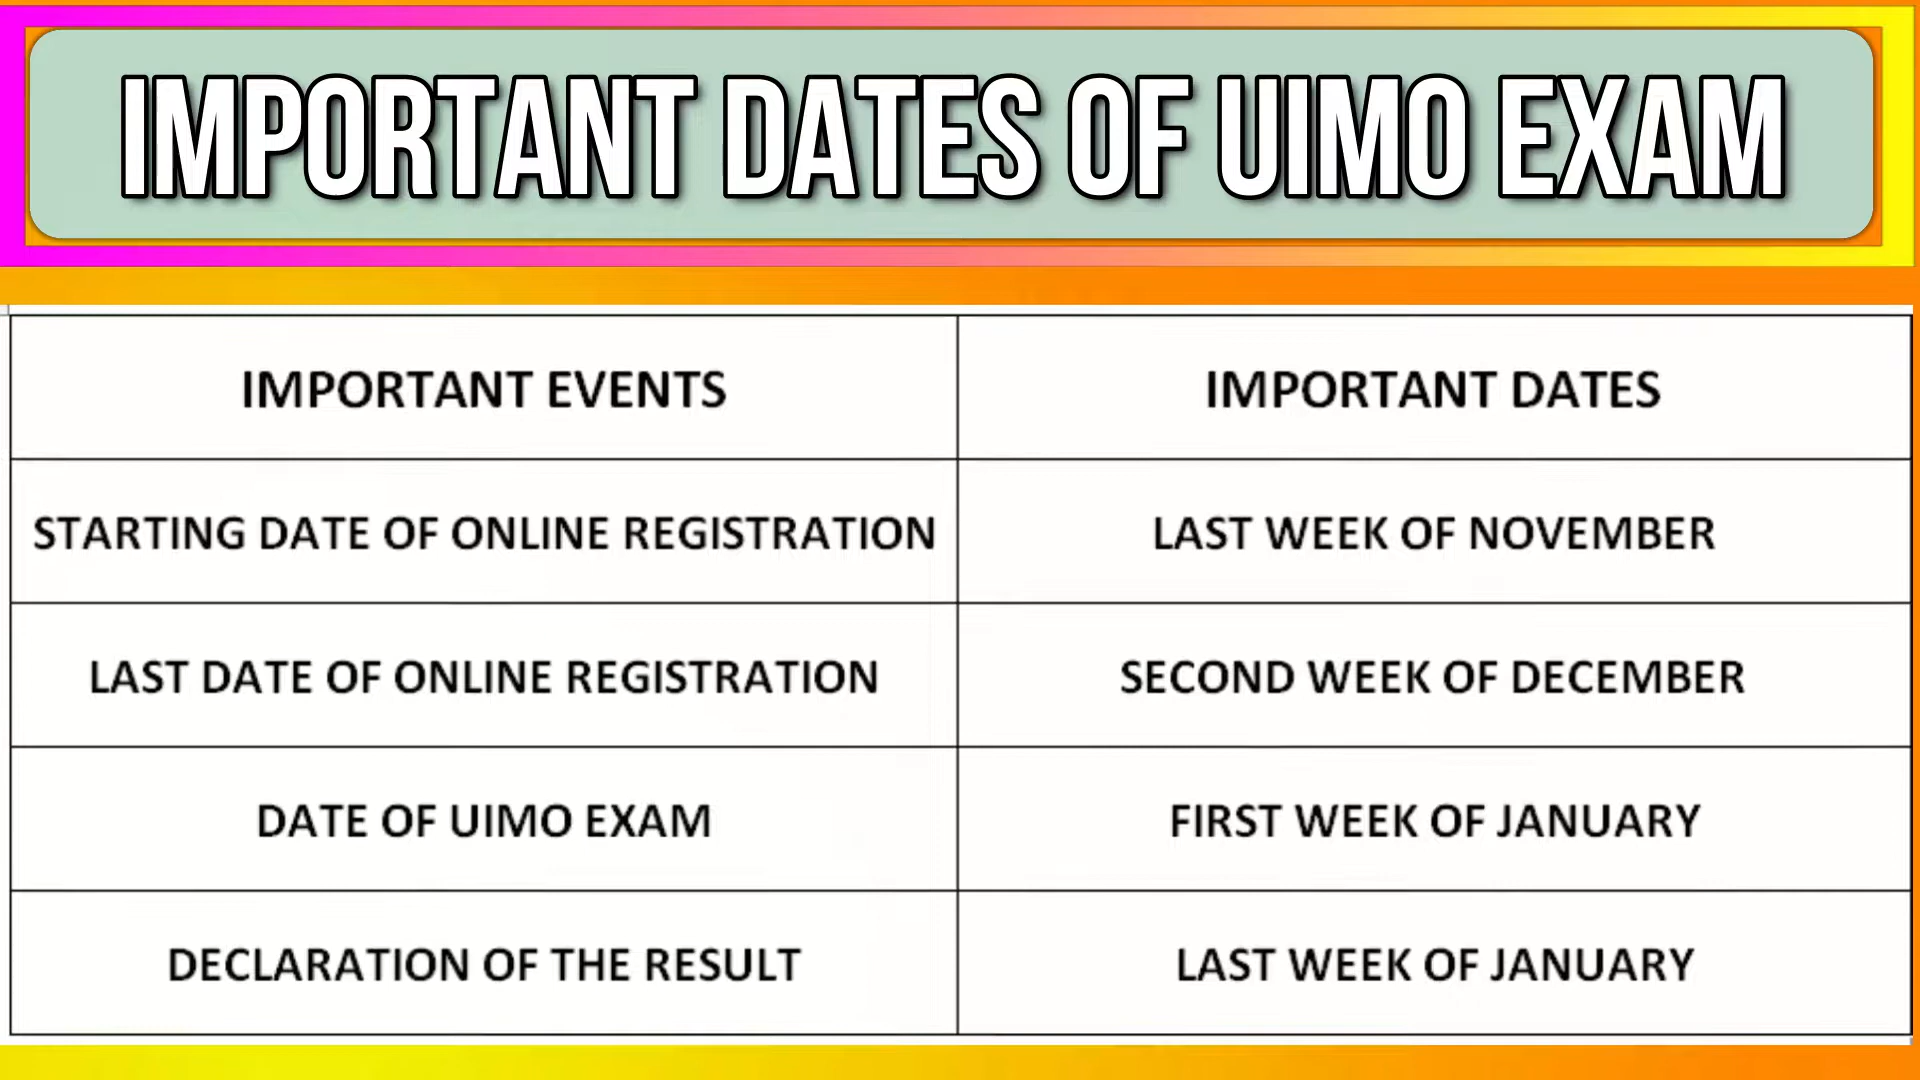 IMPORTANT DATES OF UIMO EXAM
IMPORTANT EVENTS
IMPORTANT DATES
STARTING DATE OF ONLINE REGISTRATION
LAST WEEK OF NOVEMBER
LAST DATE OF ONLINE REGISTRATION
SECOND WEEK OF DECEMBER
DATE OF UIMO EXAM
FIRST WEEK OF JANUARY
DECLARATION OF THE RESULT
LAST WEEK OF JANUARY